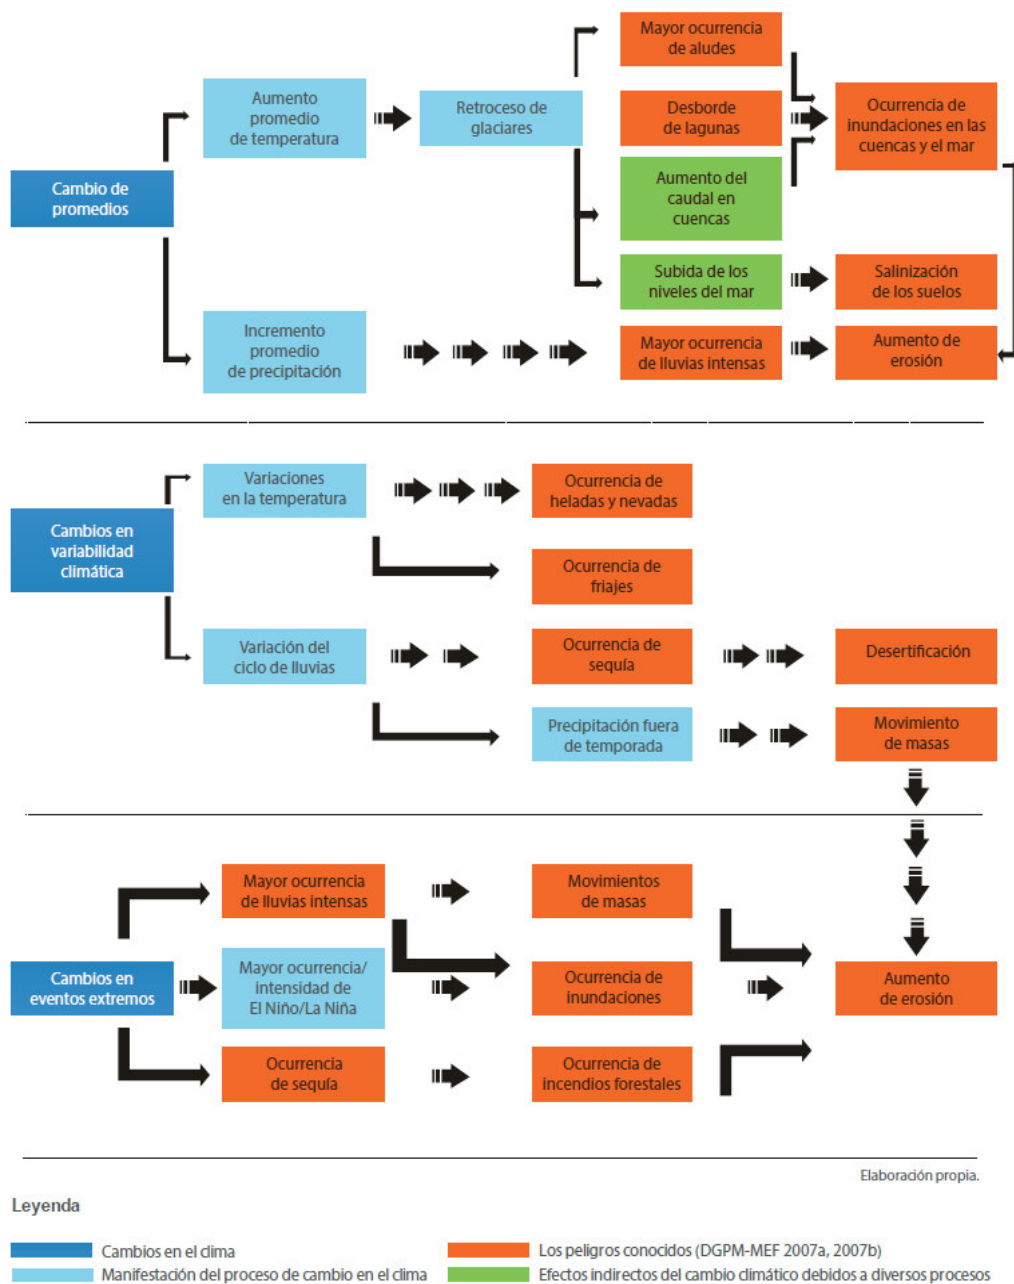 Mayor ocurrencia
de aludes
Aumento
promedio
de temperatura
Retroceso de
glaciares
Desborde
de lagunas
Ocurrencia de
inundaciones en las
cuencas y el mar
Cambio de
promedios
Aumento del
caudal en
cuencas
Subida de los
niveles del mar
Salinización
de los suelos
Incremento
promedio
de precipitación
Mayor ocurrencia
de lluvias intensas
Aumento de
erosión
Variaciones
en la temperatura
Ocurrencia de
heladas y nevadas
Cambios en
variabilidad
climática
Ocurrencia de
friajes
Variación del
ciclo de lluvias
Ocurrencia de
sequía
Desertificación
Precipitación fuera
de temporada
Movimiento
de masas
Mayor ocurrencia
de lluvias intensas
Movimientos
de masas
Cambios en
eventos extremos
Mayor ocurrencia/
intensidad de
El Niño/La Niña
Ocurrencia de
inundaciones
Aumento
de erosión
Ocurrencia
de sequía
Ocurrencia de
incendios forestales
Elaboración propia.
Leyenda
Cambios en el clima
Los peligros conocidos (DGPM-MEF 2007a, 2007b)
Manifestación del proceso de cambio en el clima
Efectos indirectos del cambio climático debidos a diversos procesos